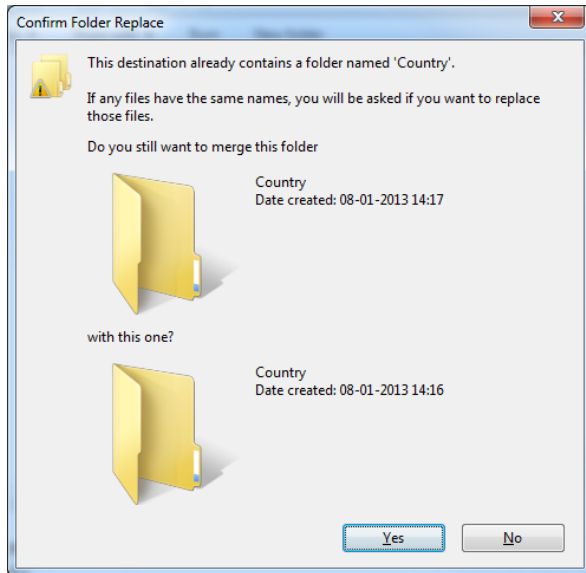 Confirm Folder Replace
This destination already contains a folder named 'Country'.
If any files have the same names, you will be asked if you want to replace
those files.
Do you still want to merge this folder
Country
Date created: 08-01-2013 14:17
with this one?
Country
Date created: 08-01-2013 14:16
Yes
No